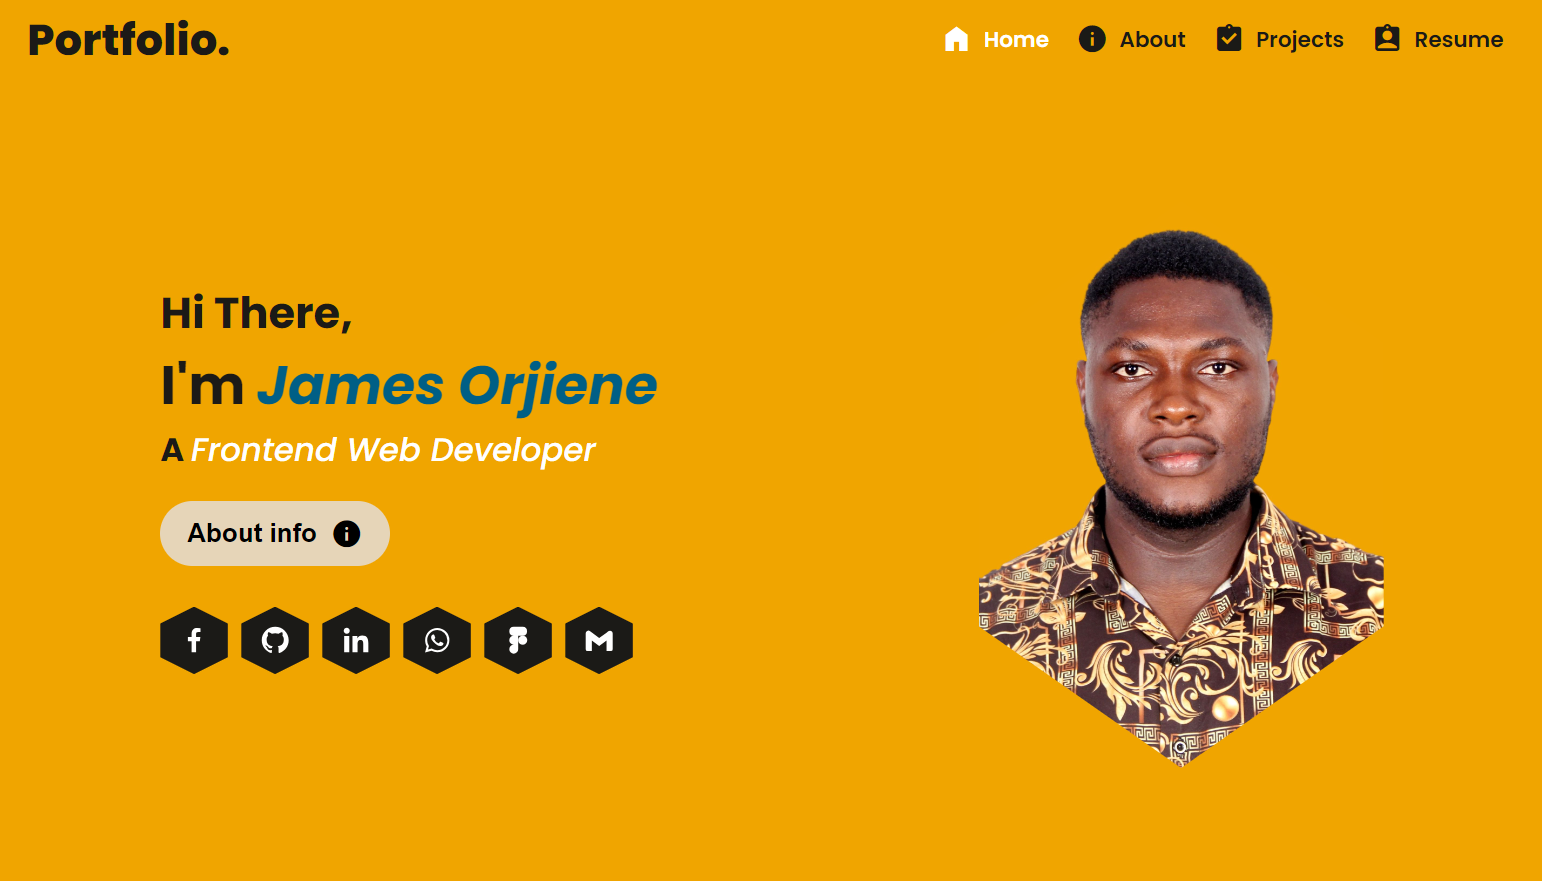 Portfolio.
Home About Projects Resume
Hi There,
I'm James Orjiene
A Frontend Web Developer
About info